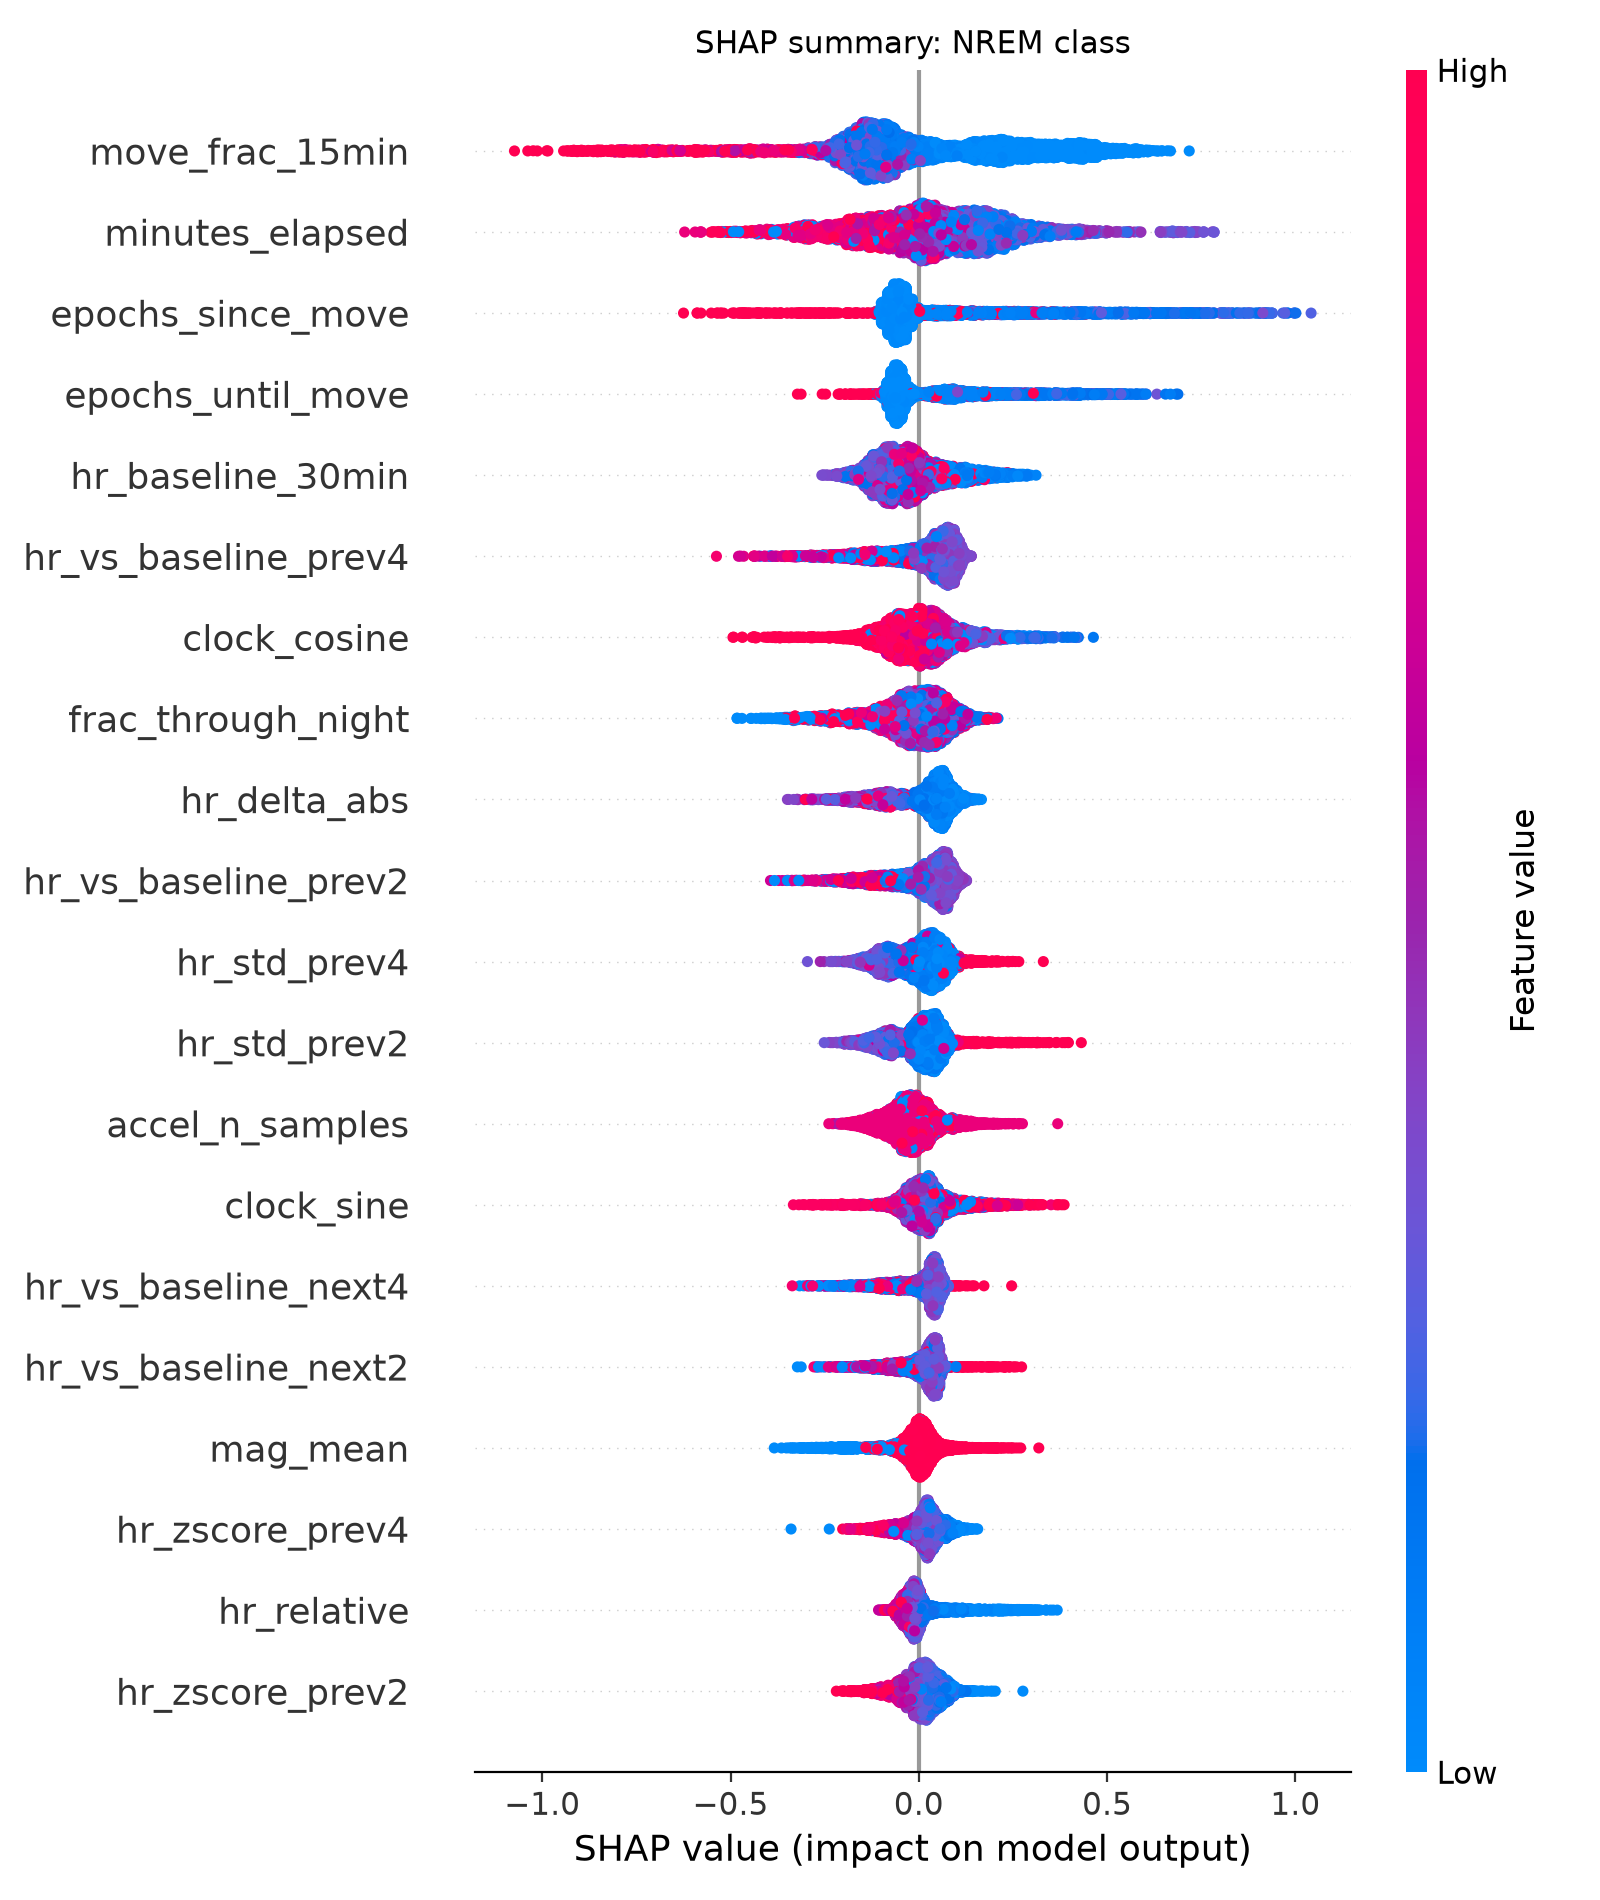 SHAP summary: NREM class
High
move_frac_15min
minutes_elapsed
epochs_since_move
epochs_until_move
hr_baseline_30min
hr_vs_baseline_prev4
clock_cosine
frac_through_night
hr_delta_abs
hr_vs_baseline_prev2
hr_std_prev4
hr_std_prev2
accel_n_samples
clock_sine
hr_vs_baseline_next4
hr_vs_baseline_next2
mag_mean
hr_zscore_prev4
hr_relative
hr_zscore_prev2
Feature value
Low
−1.0 −0.5 0.0 0.5 1.0
SHAP value (impact on model output)